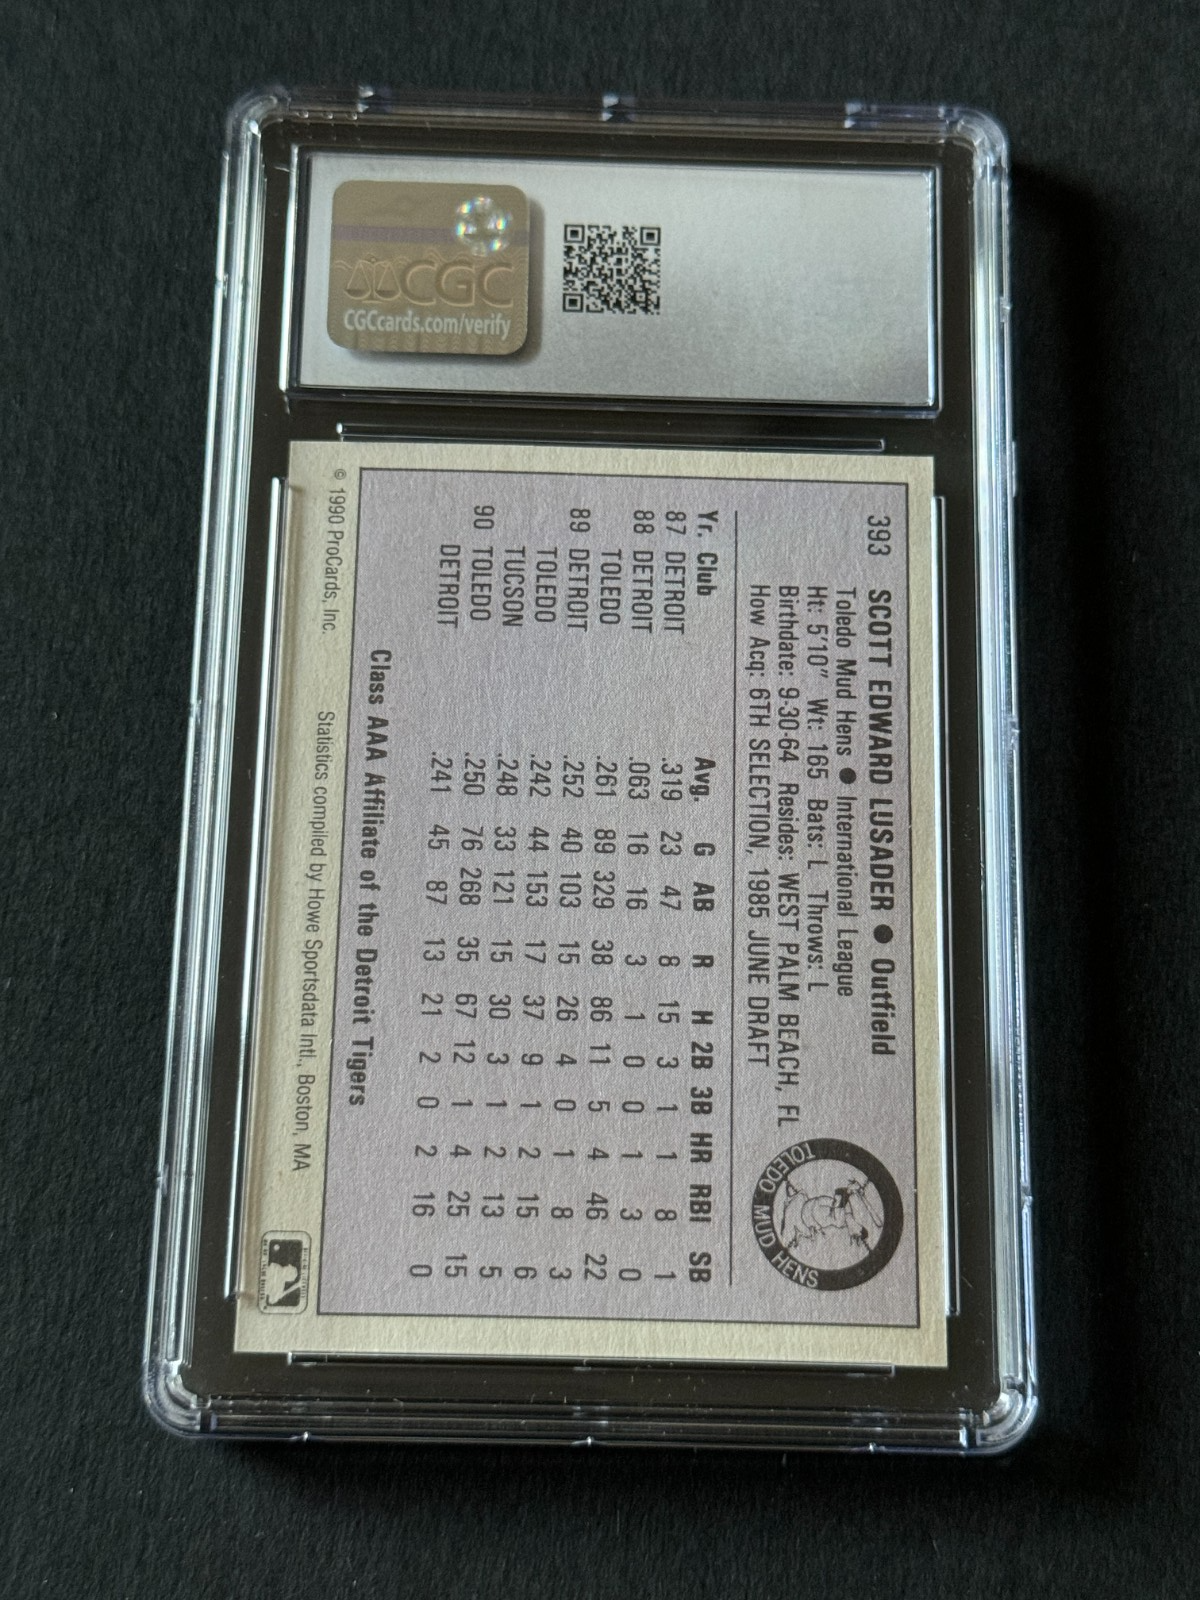 CGC
CGCcards.com/verify
393 SCOTT EDWARD LUSADER ● Outfield
Toledo Mud Hens ● International League
Ht: 5'10" Wt: 165 Bats: L Throws: L
Birthdate: 9-30-64 Resides: WEST PALM BEACH, FL
How Acq: 6TH SELECTION, 1985 JUNE DRAFT
TOLEDO MUD HENS
Yr. Club Avg. G AB R H 2B 3B HR RBI SB
87 DETROIT .319 23 47 8 15 3 1 1 8 1
88 DETROIT .063 16 16 3 1 0 0 1 3 0
TOLEDO .261 89 329 38 86 11 5 4 46 22
89 DETROIT .252 40 103 15 26 4 0 1 8 3
TOLEDO .242 44 153 17 37 9 1 2 15 6
TUCSON .248 33 121 15 30 3 1 2 13 5
90 TOLEDO .250 76 268 35 67 12 1 4 25 15
DETROIT .241 45 87 13 21 2 0 2 16 0
Class AAA Affiliate of the Detroit Tigers
© 1990 ProCards, Inc. Statistics compiled by Howe Sportsdata Intl., Boston, MA